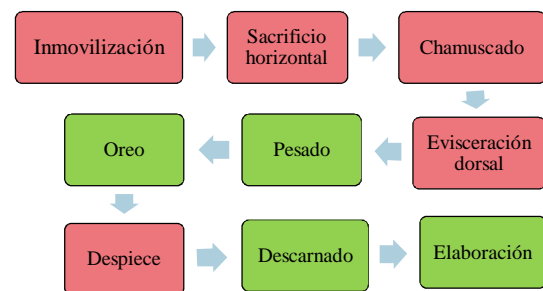 Inmovilización
Sacrificio
horizontal
Chamuscado
Evisceración
dorsal
Pesado
Oreo
Despiece
Descarnado
Elaboración